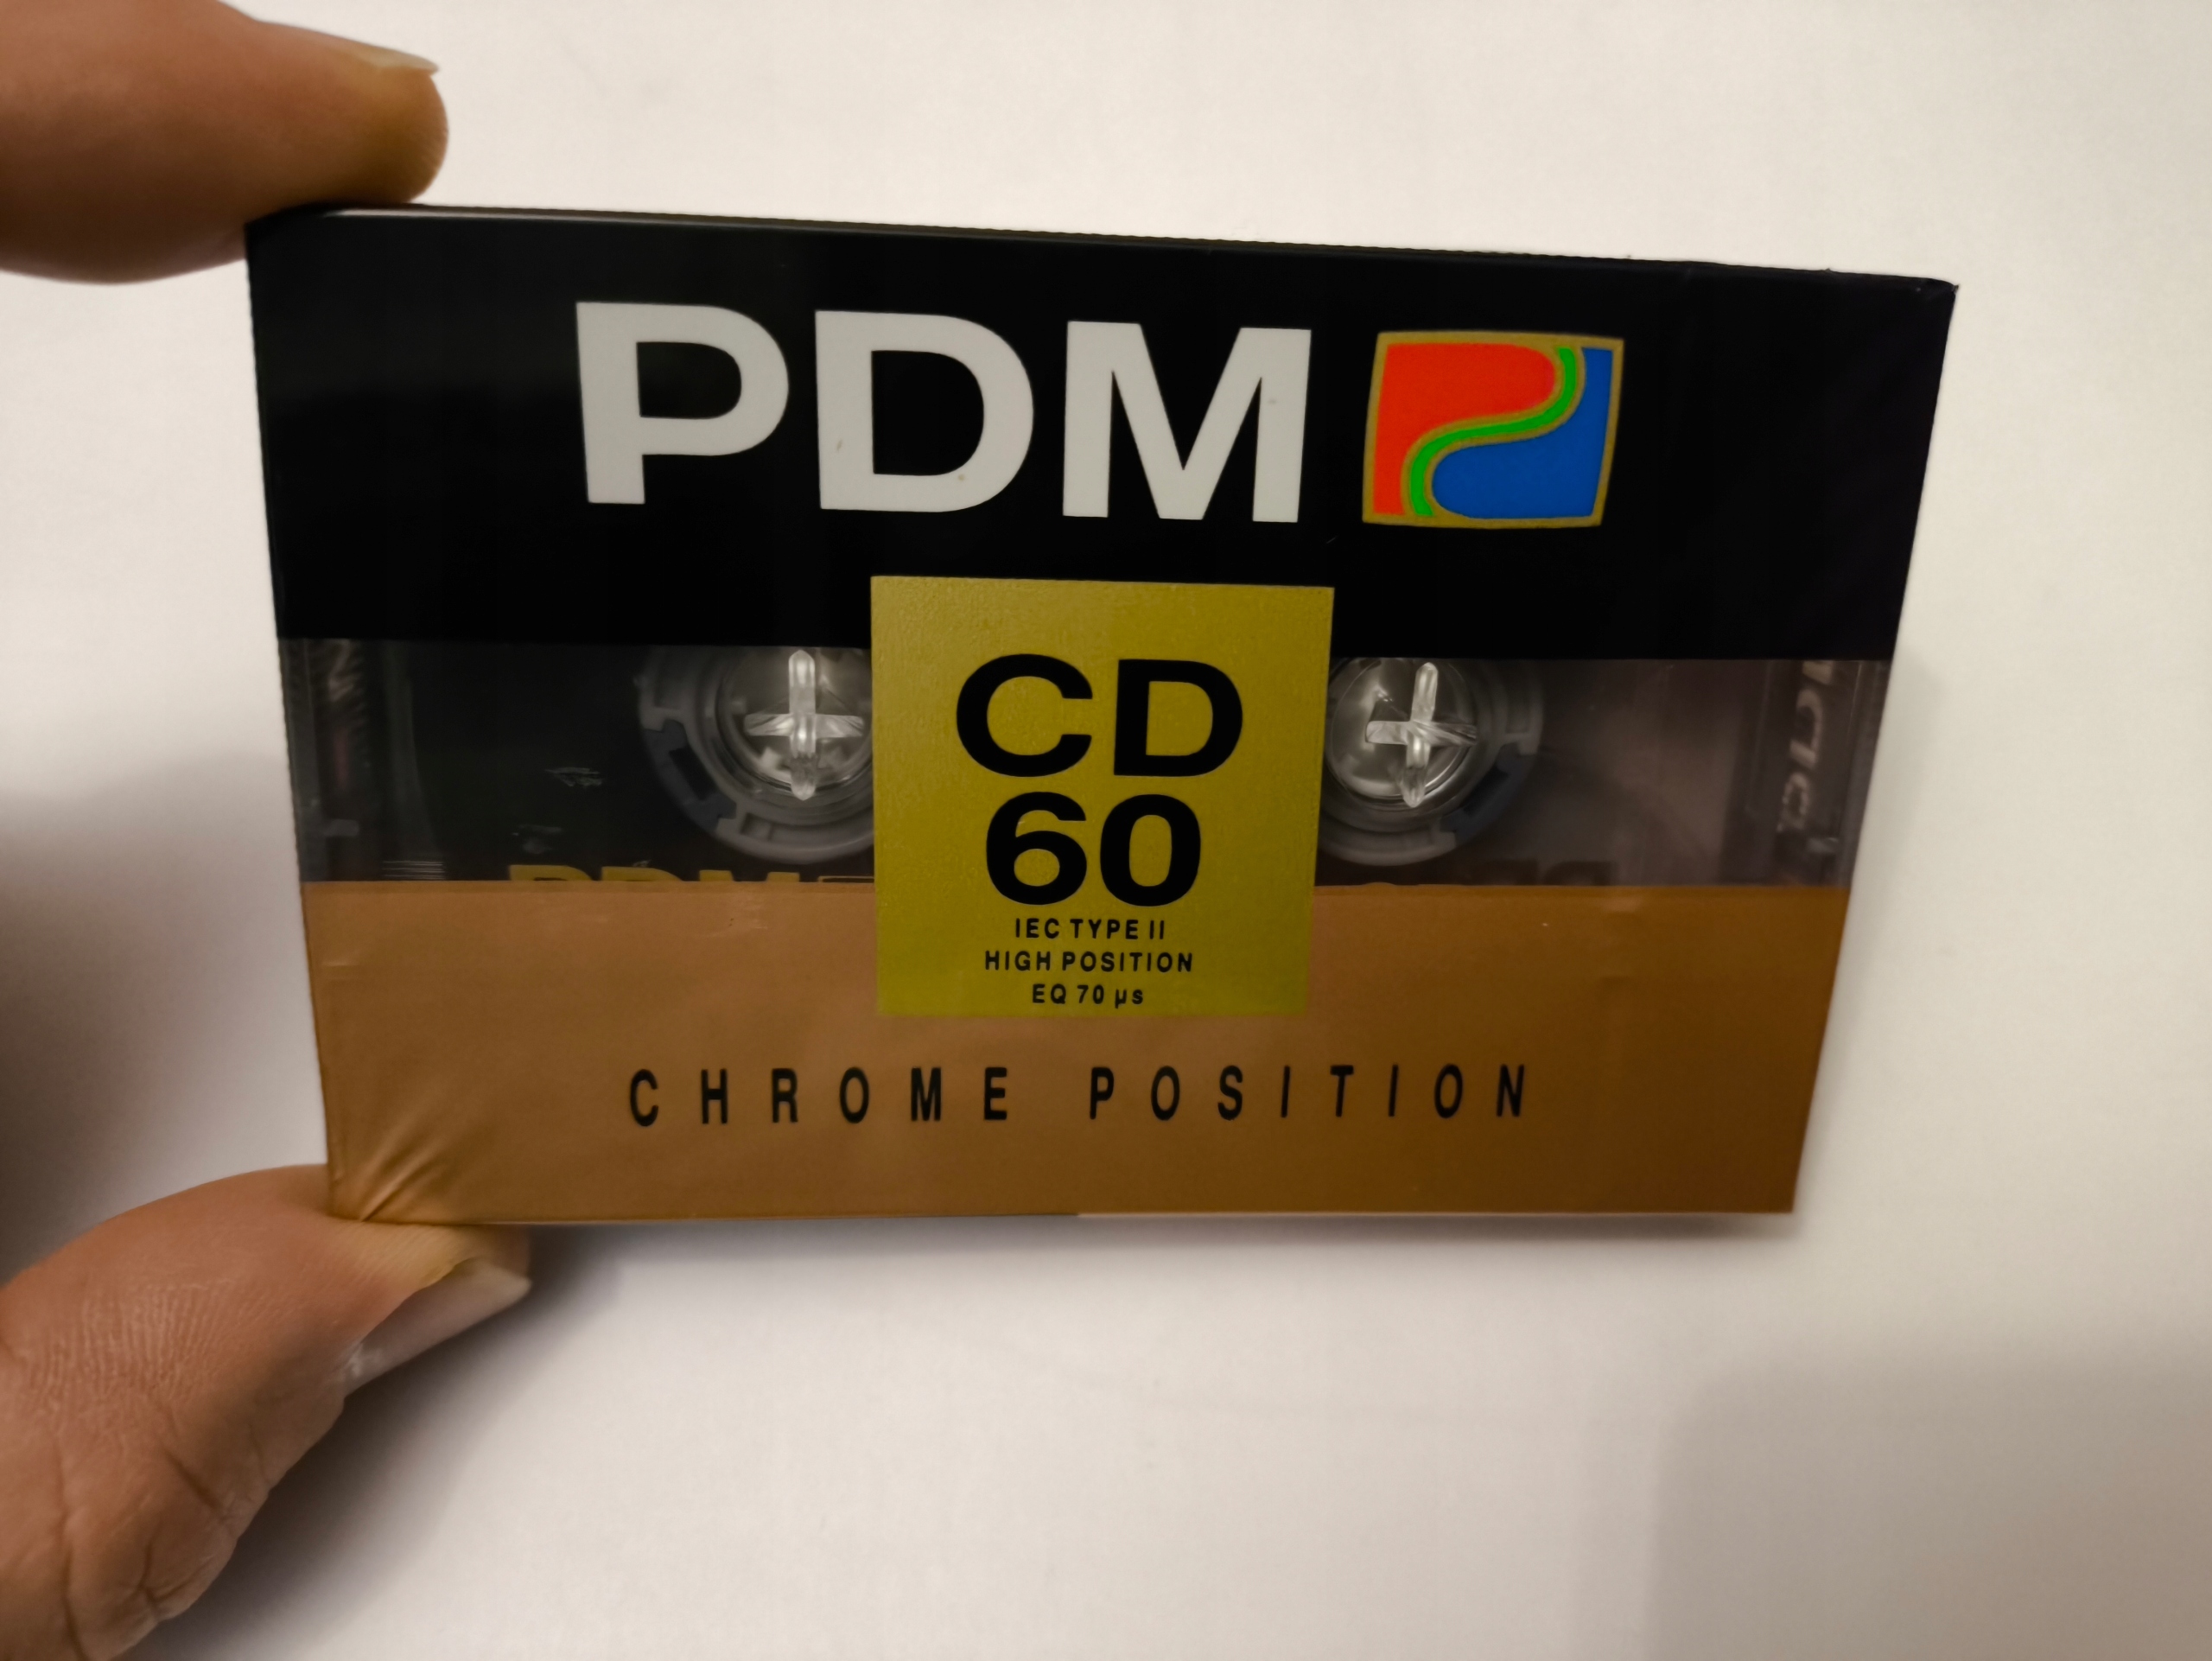 PDM
CD
60
IEC TYPE II
HIGH POSITION
EQ 70 µs
CHROME POSITION